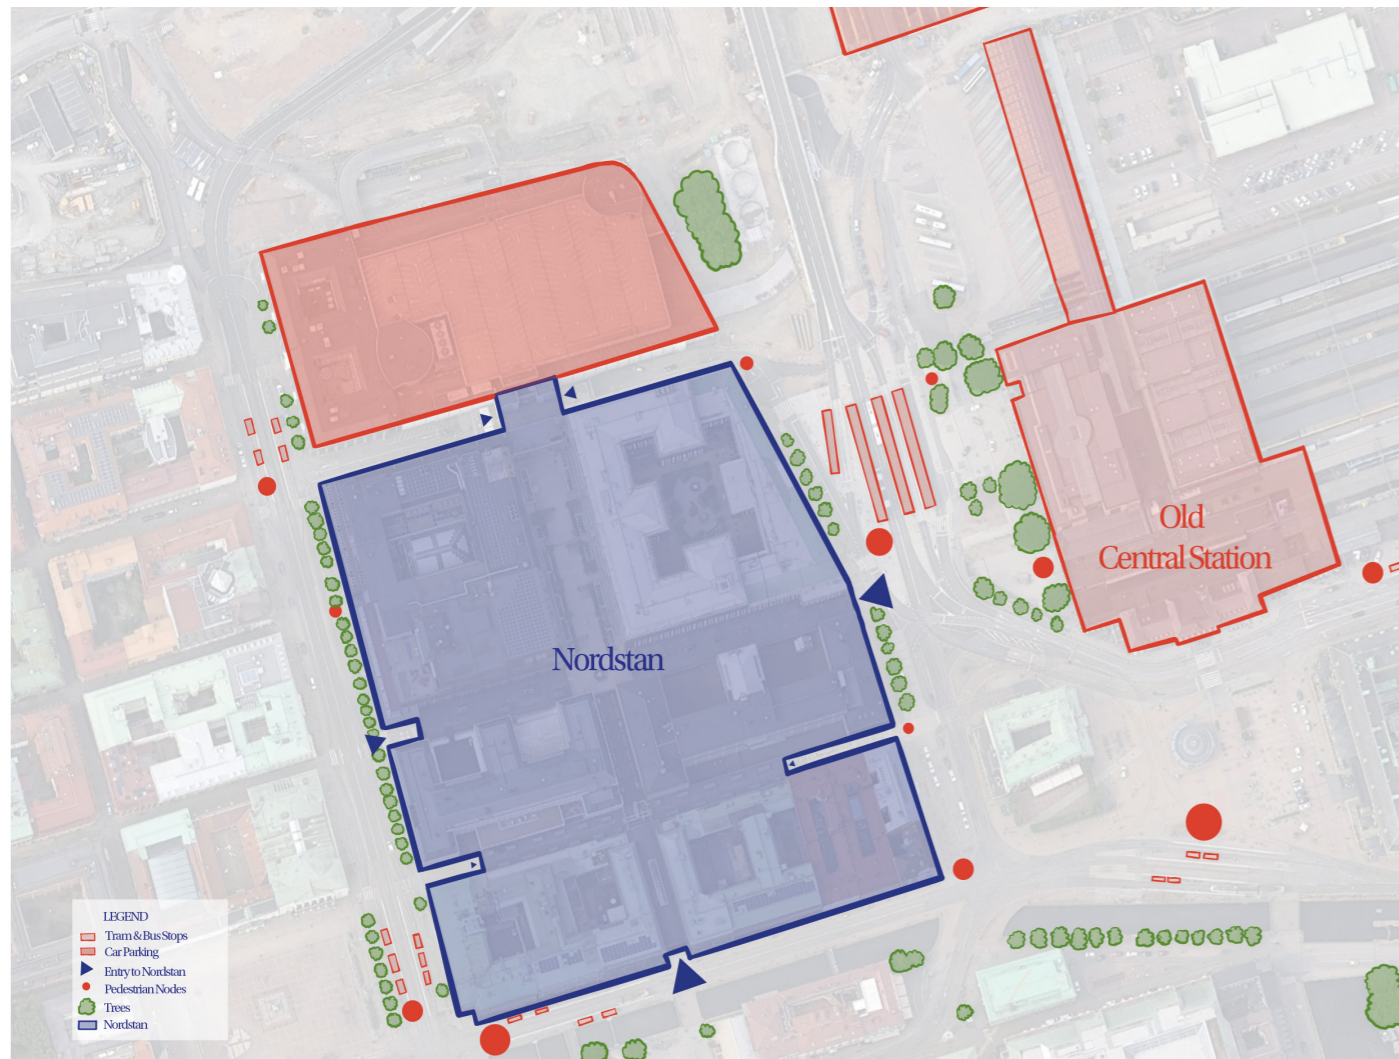 Old
Central Station
Nordstan
LEGEND
Tram & Bus Stops
Car Parking
Entry to Nordstan
Pedestrian Nodes
Trees
Nordstan